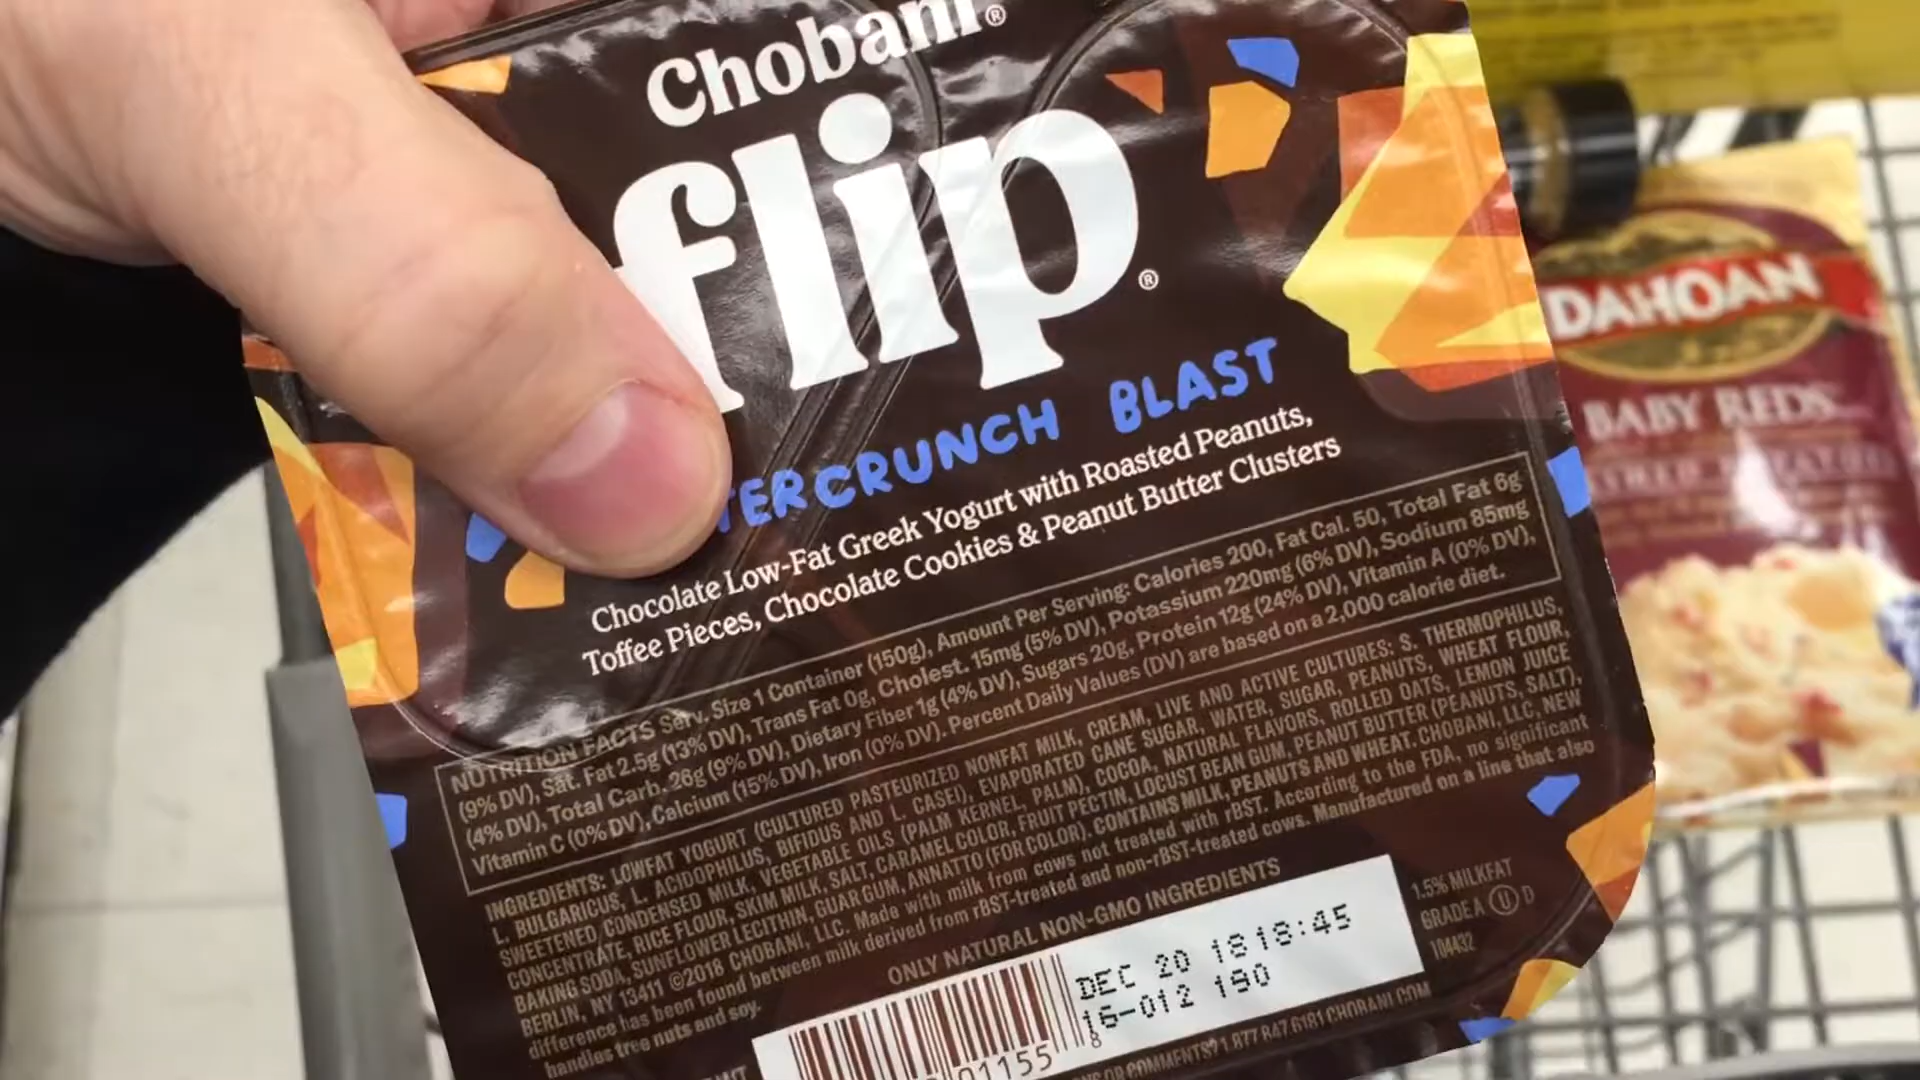 Chobani®
flip®
TERCRUNCH BLAST
Chocolate Low-Fat Greek Yogurt with Roasted Peanuts,
Toffee Pieces, Chocolate Cookies & Peanut Butter Clusters
NUTRITION FACTS Serv. Size 1 Container (150g), Amount Per Serving: Calories 200, Fat Cal. 50, Total Fat 6g
(9% DV), Sat. Fat 2.5g (13% DV), Trans Fat 0g, Cholest. 15mg (5% DV), Potassium 220mg (6% DV), Sodium 85mg
(4% DV), Total Carb. 26g (9% DV), Dietary Fiber 1g (4% DV), Sugars 20g, Protein 12g (24% DV), Vitamin A (0% DV),
Vitamin C (0% DV), Calcium (15% DV), Iron (0% DV). Percent Daily Values (DV) are based on a 2,000 calorie diet.
INGREDIENTS: LOWFAT YOGURT (CULTURED PASTEURIZED NONFAT MILK, CREAM, LIVE AND ACTIVE CULTURES: S. THERMOPHILUS,
L. BULGARICUS, L. ACIDOPHILUS, BIFIDUS AND L. CASEI), EVAPORATED CANE SUGAR, WATER, SUGAR, PEANUTS, WHEAT FLOUR,
SWEETENED CONDENSED MILK, VEGETABLE OILS (PALM KERNEL, PALM), COCOA, NATURAL FLAVORS, ROLLED OATS, LEMON JUICE
CONCENTRATE, RICE FLOUR, SKIM MILK, SALT, CARAMEL COLOR, FRUIT PECTIN, LOCUST BEAN GUM, PEANUT BUTTER (PEANUTS, SALT),
BAKING SODA, SUNFLOWER LECITHIN, GUAR GUM, ANNATTO (FOR COLOR). CONTAINS MILK, PEANUTS AND WHEAT. CHOBANI, LLC, NEW
BERLIN, NY 13411 ©2018 CHOBANI, LLC. Made with milk from cows not treated with rBST. According to the FDA, no significant
difference has been found between milk derived from rBST-treated and non-rBST-treated cows. Manufactured on a line that also
handles tree nuts and soy.
ONLY NATURAL NON-GMO INGREDIENTS
1.5% MILKFAT
GRADE A Ⓤ D
104432
DEC 20 18 18:45
16-012 190
01155
8
OR COMMENTS? 1.877.847.6181 CHOBANI.COM
DAHOAN
BABY REDS